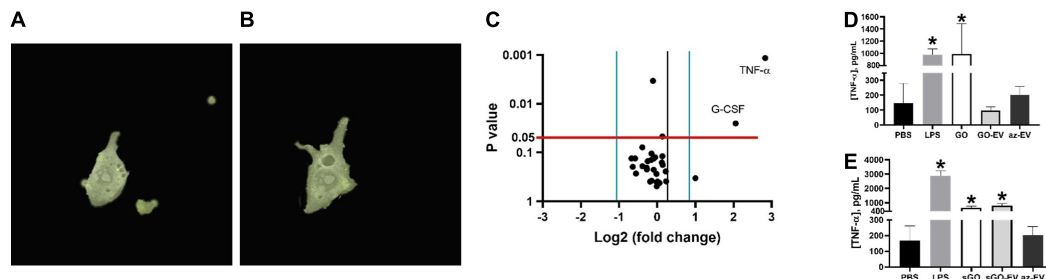 A
B
C
P value
0.001
0.01
0.05
0.1
1
TNF-α
G-CSF
-3
-2
-1
0
1
2
3
Log2 (fold change)
D
[TNF-α], pg/mL
1600
1400
1200
1000
800
300
200
100
0
*
*
PBS
LPS
GO
GO-EV
az-EV
E
[TNF-α], pg/mL
4000
3000
2000
1000
400
300
200
100
0
*
*
*
PBS
LPS
sGO
sGO-EV
az-EV